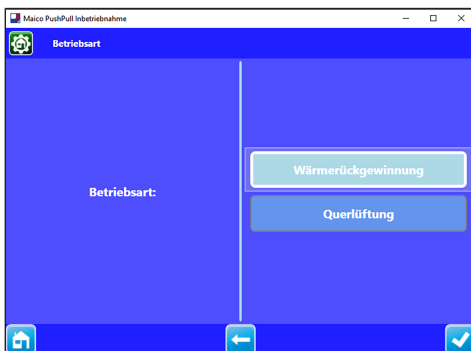 Maico PushPull Inbetriebnahme
Betriebsart
Betriebsart:
Wärmerückgewinnung
Querlüftung